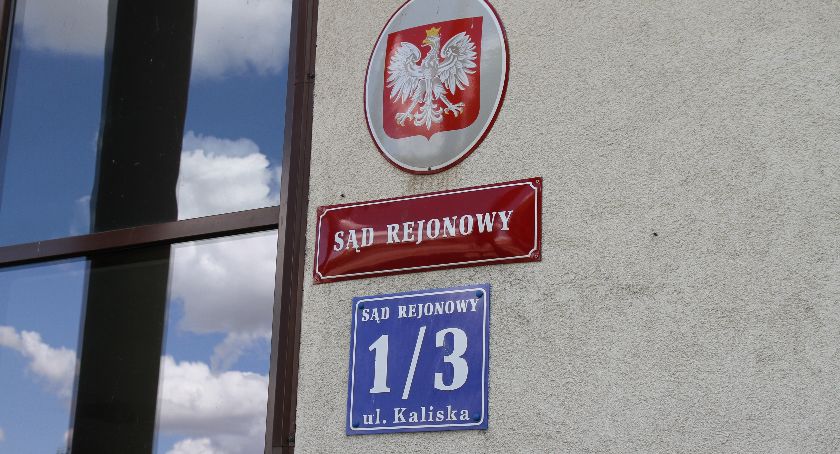 SĄD REJONOWY
SĄD REJONOWY
1/3
ul. Kaliska